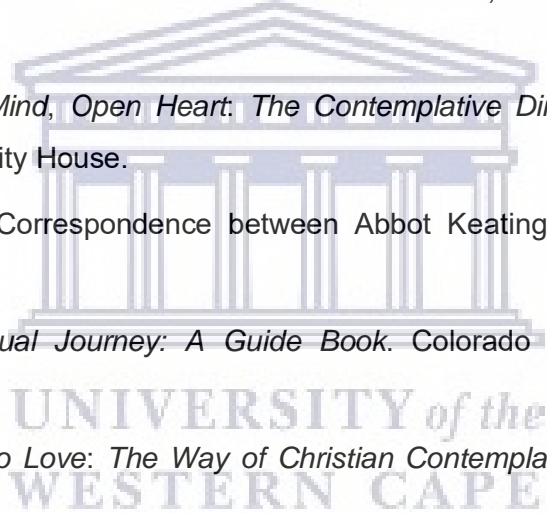 Mind, Open Heart: The Contemplative Di
ity House.
Correspondence between Abbot Keating
ual Journey: A Guide Book. Colorado
UNIVERSITY of the
o Love: The Way of Christian Contempla
WESTERN CAPE